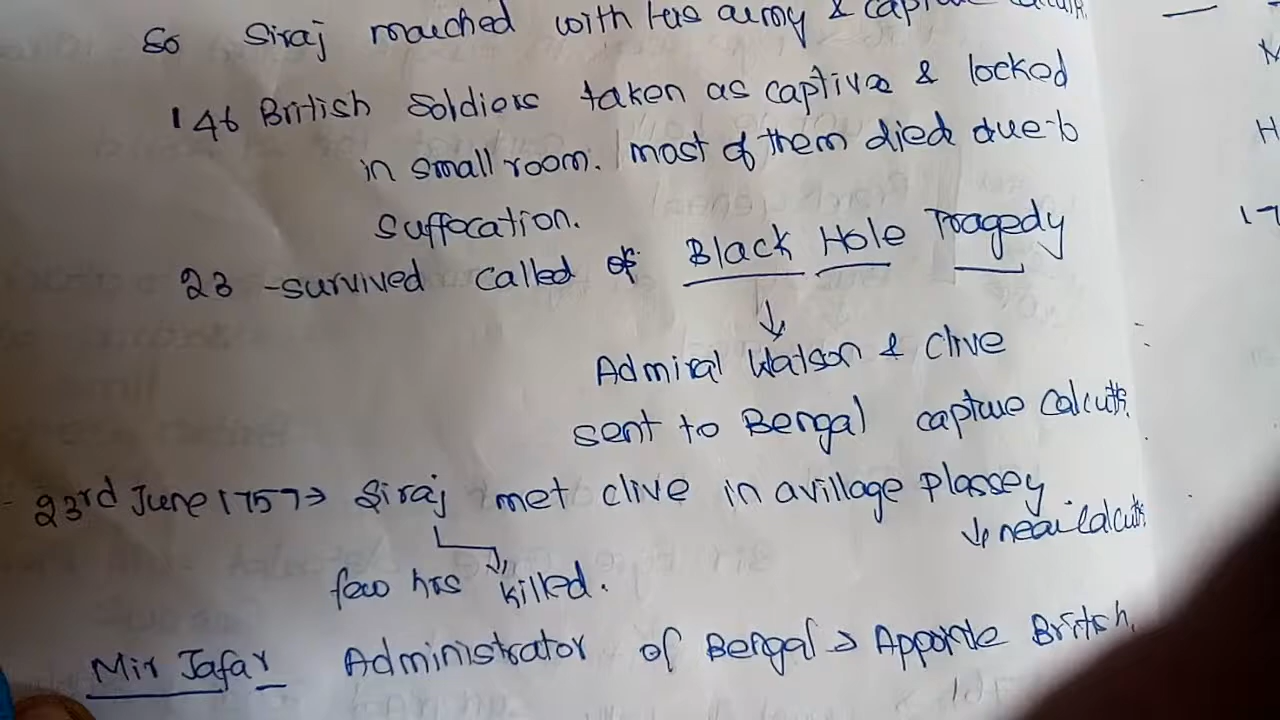 So Siraj marched with his army & capture
146 British Soldiers taken as captive & locked
in small room. most of them died due to
suffocation.
23 - survived called of Black Hole Tragedy
↓
Admiral Watson & Clive
sent to Bengal capture Calcutta
- 23rd June 1757 → Siraj met clive in a village Plassey
↓ near Calcutta
few hrs killed.
Mir Jafar Administrator of Bengal → Appointe British.